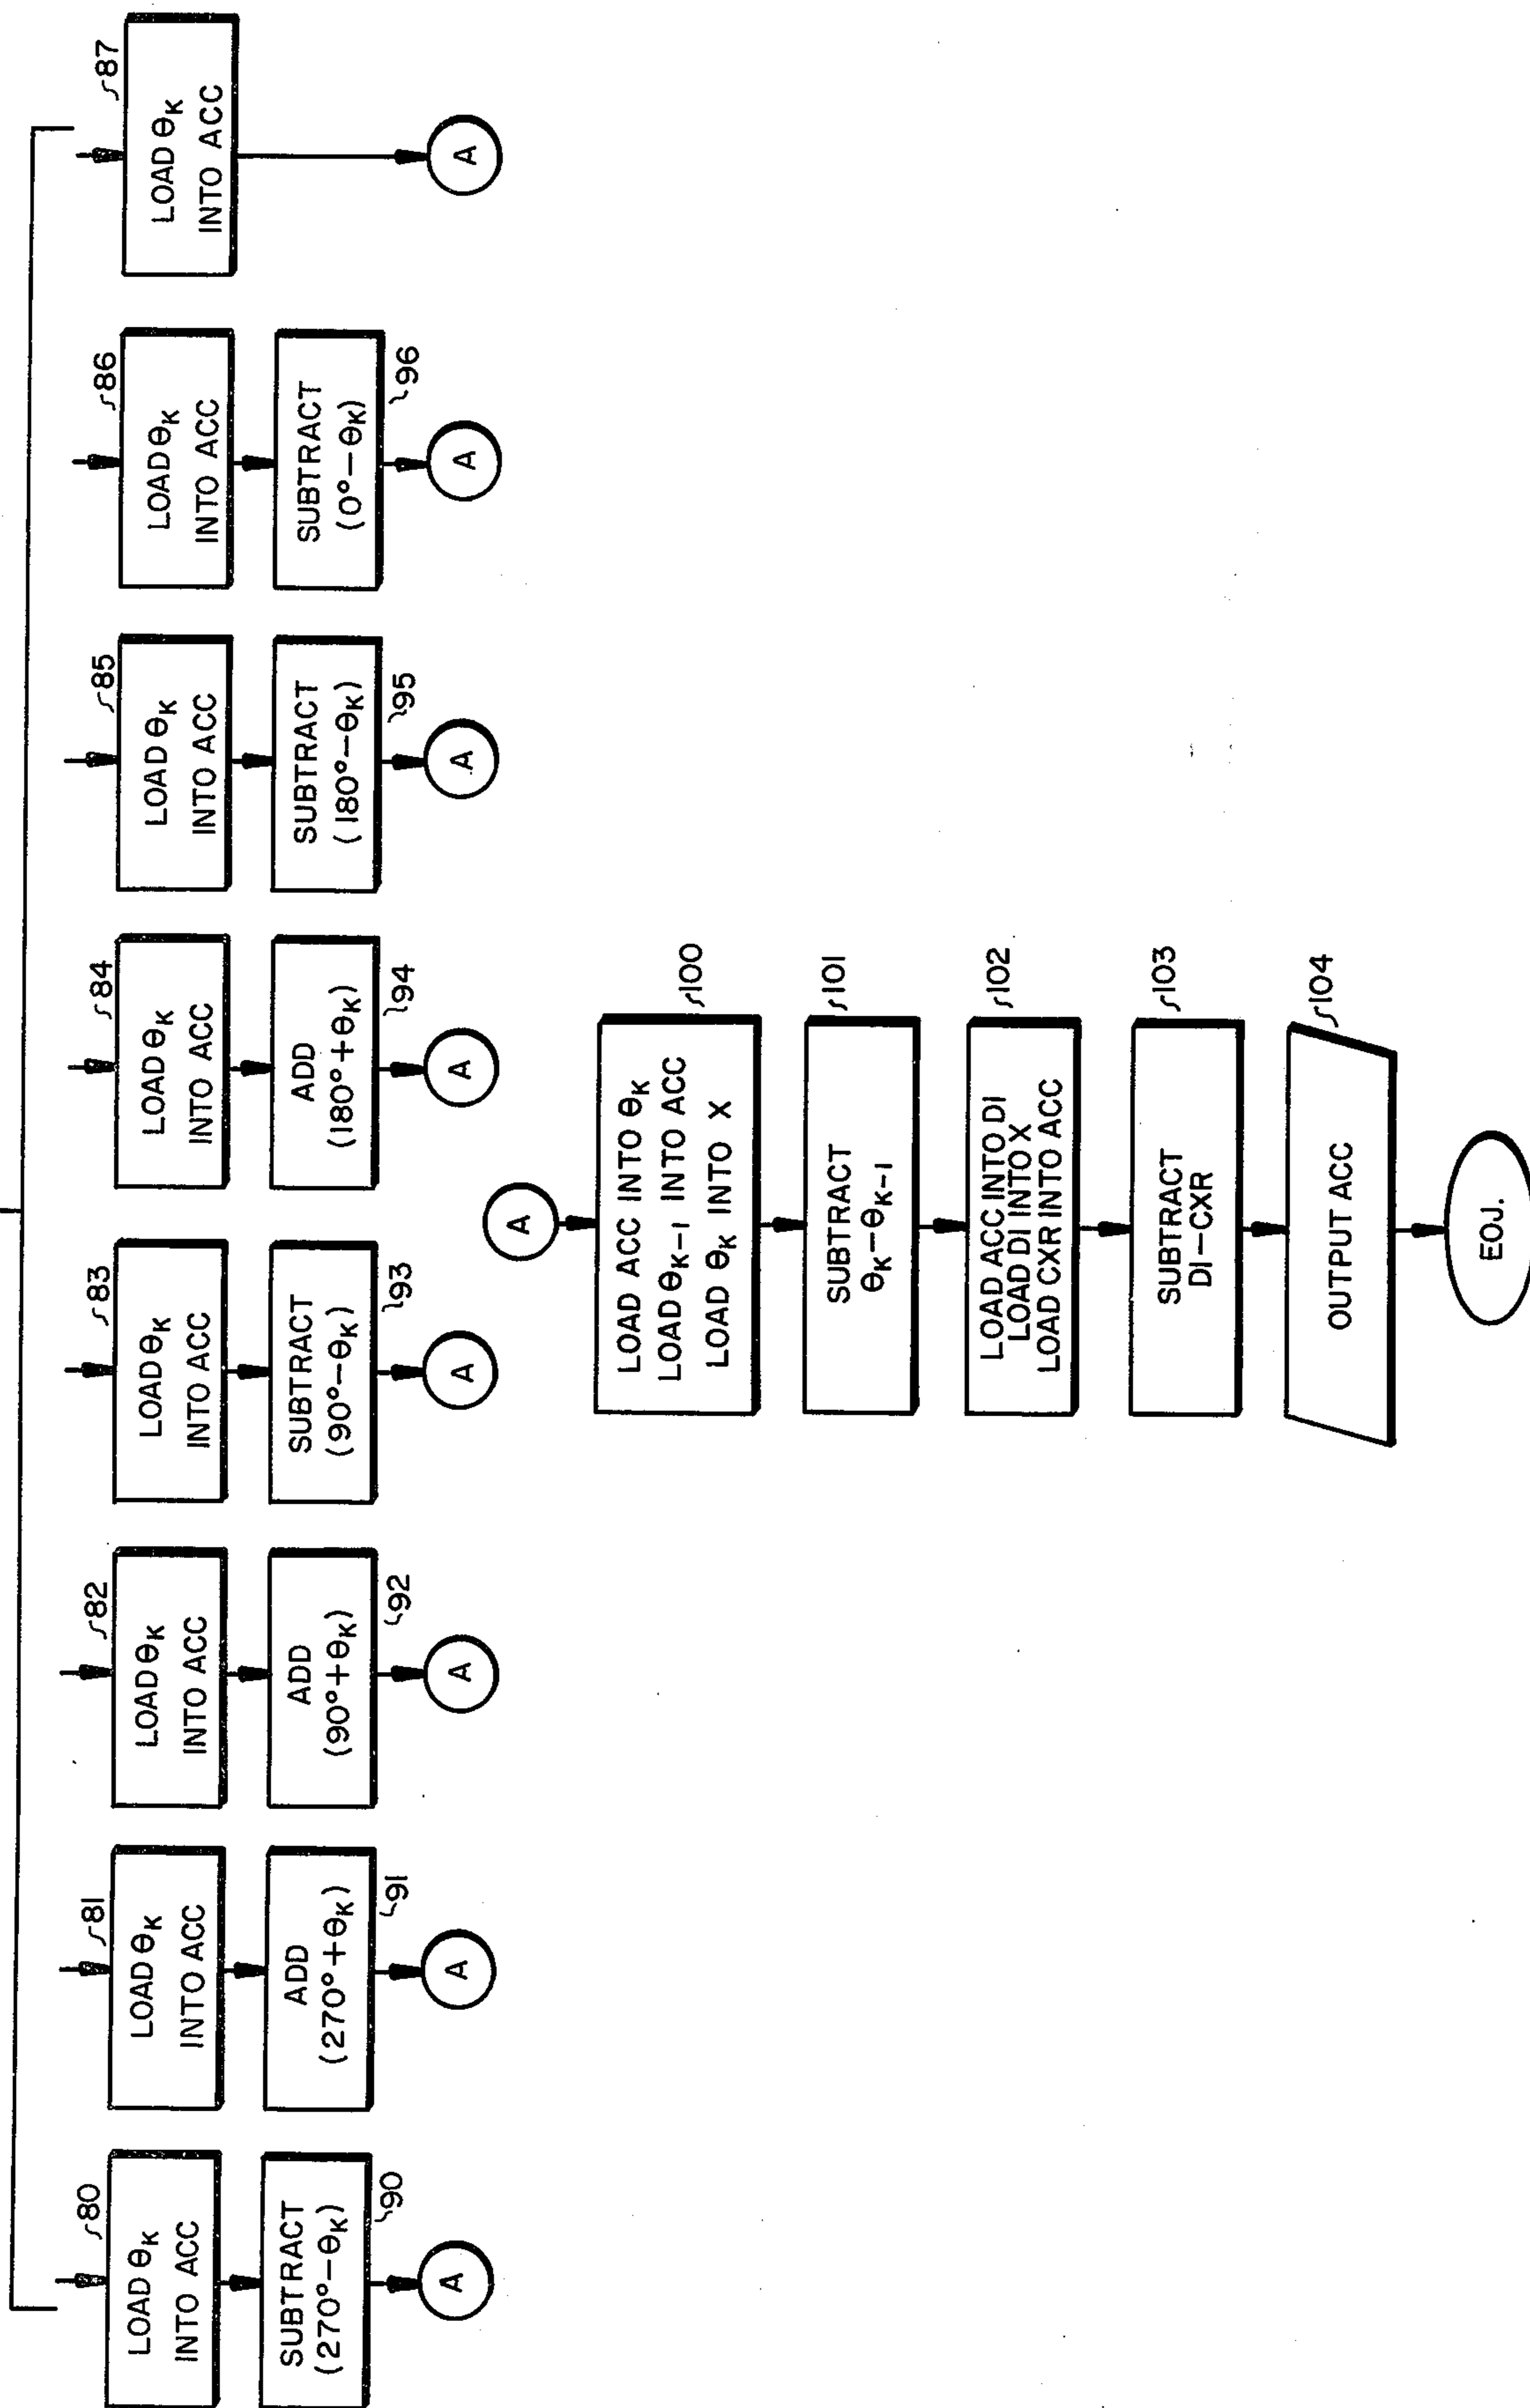 80
LOAD θK
INTO ACC
SUBTRACT
(270°−θK)
90
A
81
LOAD θK
INTO ACC
ADD
(270°+θK)
91
A
82
LOAD θK
INTO ACC
ADD
(90°+θK)
92
A
83
LOAD θK
INTO ACC
SUBTRACT
(90°−θK)
93
A
84
LOAD θK
INTO ACC
ADD
(180°+θK)
94
A
85
LOAD θK
INTO ACC
SUBTRACT
(180°−θK)
95
A
86
LOAD θK
INTO ACC
SUBTRACT
(0°−θK)
96
A
87
LOAD θK
INTO ACC
A
A
LOAD ACC INTO θK
LOAD θK−1 INTO ACC
LOAD θK INTO X
100
SUBTRACT
θK−θK−1
101
LOAD ACC INTO DI
LOAD DI INTO X
LOAD CXR INTO ACC
102
SUBTRACT
DI−CXR
103
OUTPUT ACC
104
EOJ.